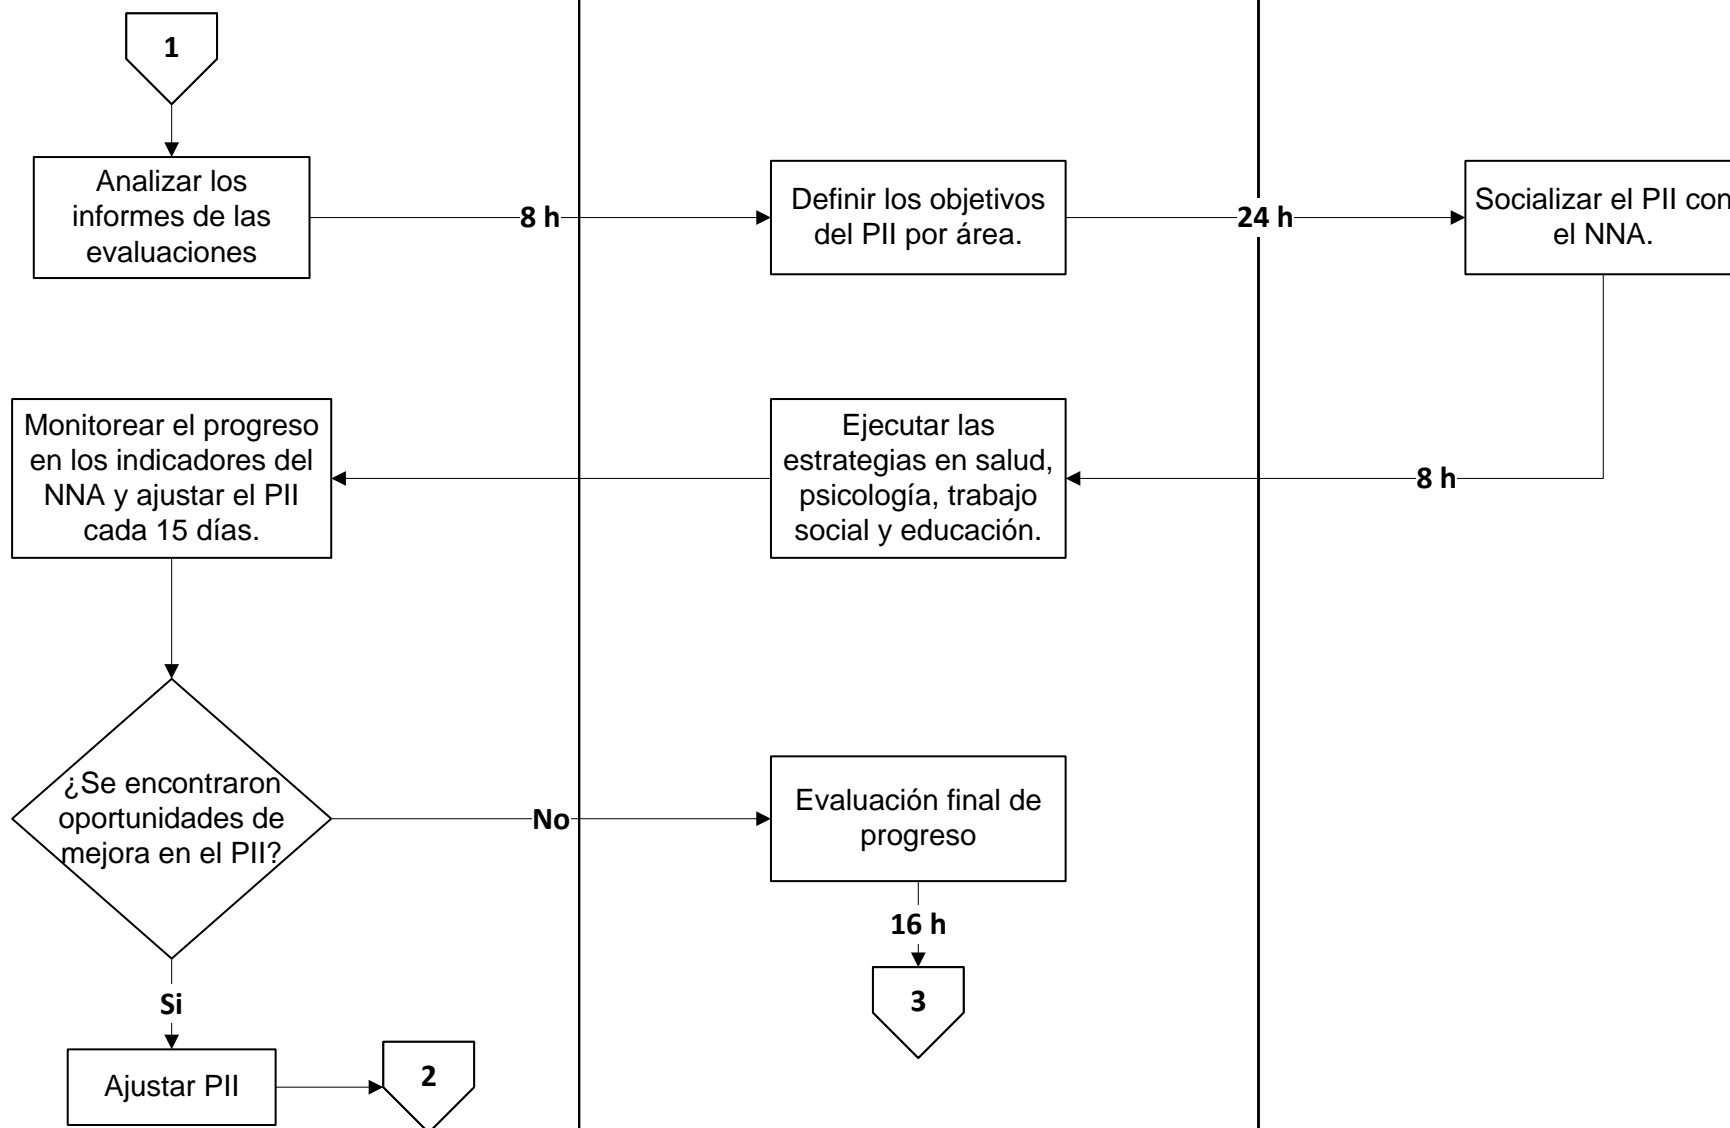 1
Analizar los
informes de las
evaluaciones
8 h
Definir los objetivos
del PII por área.
24 h
Socializar el PII con
el NNA.
Monitorear el progreso
en los indicadores del
NNA y ajustar el PII
cada 15 días.
Ejecutar las
estrategias en salud,
psicología, trabajo
social y educación.
8 h
¿Se encontraron
oportunidades de
mejora en el PII?
No
Evaluación final de
progreso
16 h
3
Si
Ajustar PII
2